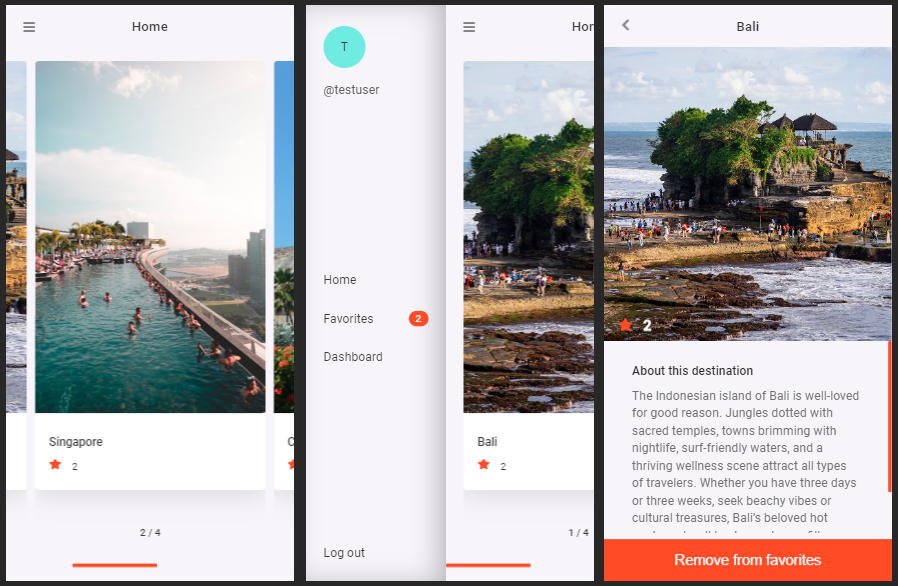 Home
Singapore
2
C
2 / 4
T
@testuser
Home
Favorites 2
Dashboard
Log out
Hor
Bali
2
1 / 4
Bali
2
About this destination
The Indonesian island of Bali is well-loved
for good reason. Jungles dotted with
sacred temples, towns brimming with
nightlife, surf-friendly waters, and a
thriving wellness scene attract all types
of travelers. Whether you have three days
or three weeks, seek beachy vibes or
cultural treasures, Bali's beloved hot
Remove from favorites